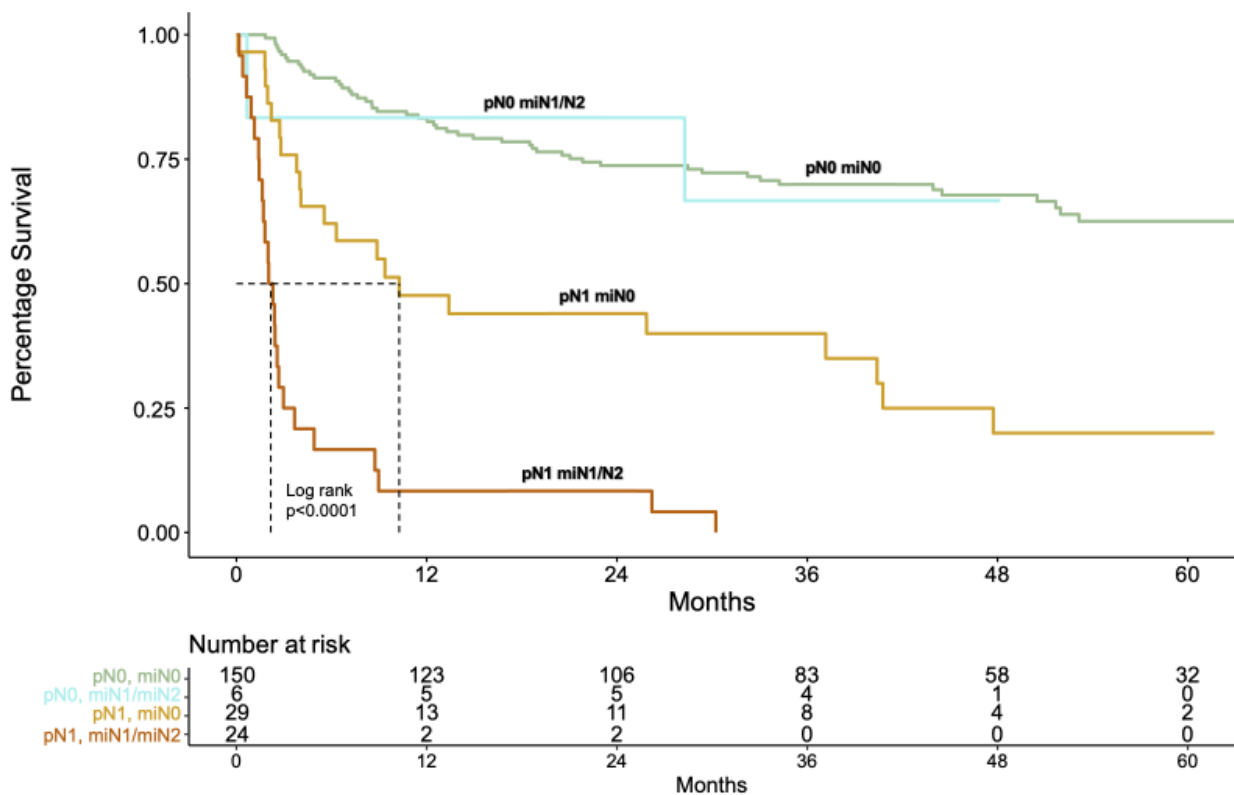 Percentage Survival
1.00
0.75
0.50
0.25
0.00
pN0 miN1/N2
pN0 miN0
pN1 miN0
pN1 miN1/N2
Log rank
p<0.0001
0 12 24 36 48 60
Months
Number at risk
pN0, miN0 150 123 106 83 58 32
pN0, miN1/miN2 6 5 5 4 1 0
pN1, miN0 29 13 11 8 4 2
pN1, miN1/miN2 24 2 2 0 0 0
0 12 24 36 48 60
Months